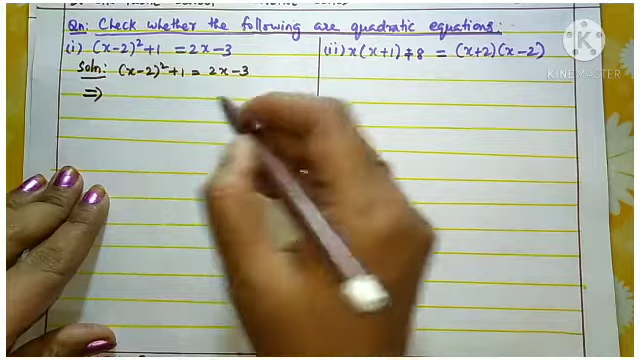 Qn: Check whether the following are quadratic equations:
(i) (x-2)²+1 = 2x-3
(ii) x(x+1)+8 = (x+2)(x-2)
Soln: (x-2)²+1 = 2x-3
⇒
KINEMASTER